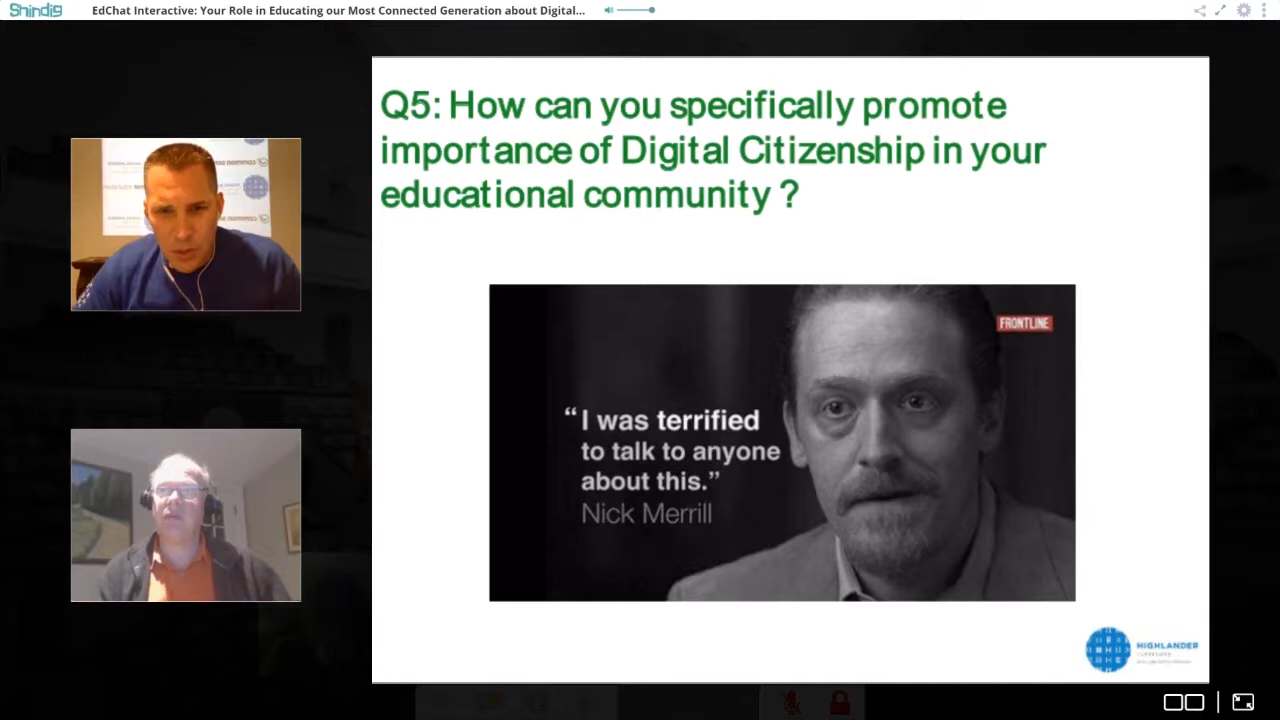 Shindig
EdChat Interactive: Your Role in Educating our Most Connected Generation about Digital...
Q5: How can you specifically promote
importance of Digital Citizenship in your
educational community ?
FRONTLINE
“ I was terrified
to talk to anyone
about this.”
Nick Merrill
HIGHLANDER
INSTITUTE